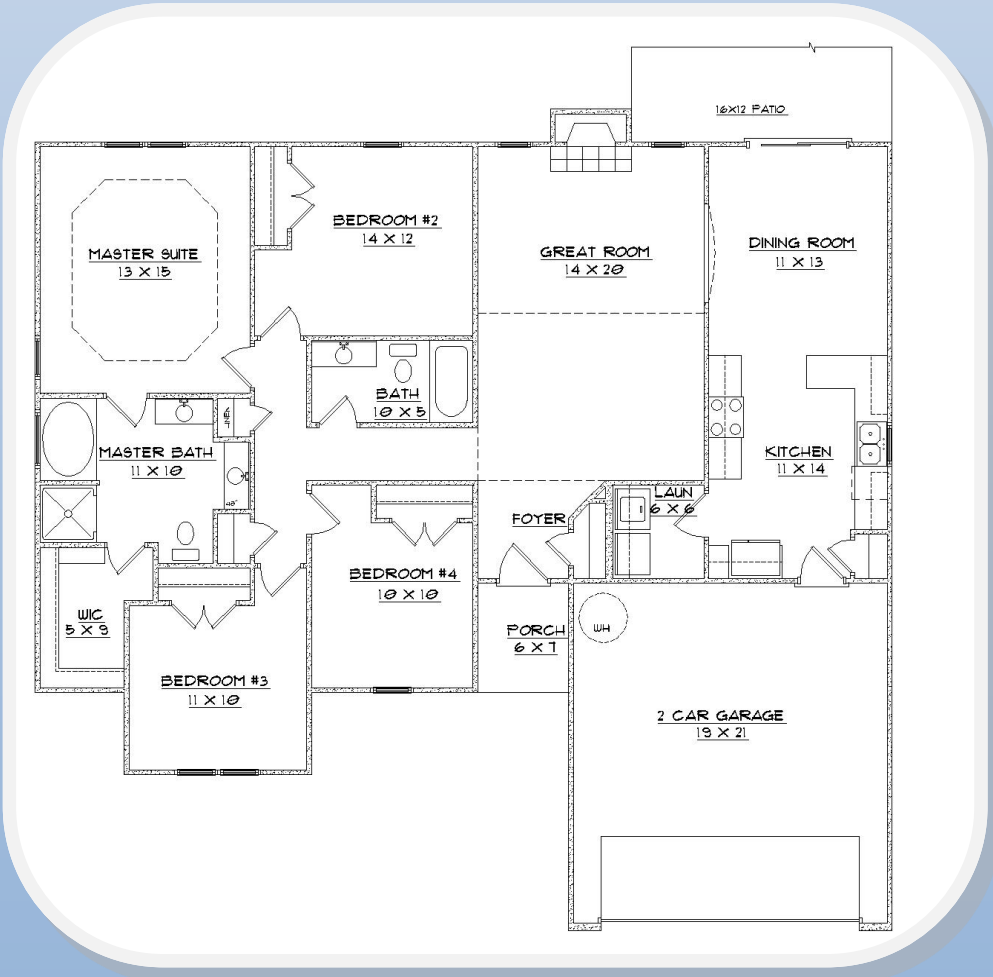 16X12 PATIO
BEDROOM #2
14 X 12
MASTER SUITE
13 X 15
GREAT ROOM
14 X 20
DINING ROOM
11 X 13
BATH
10 X 5
LINEN
MASTER BATH
11 X 10
48"
KITCHEN
11 X 14
LAUN
6 X 6
FOYER
BEDROOM #4
10 X 10
WIC
5 X 9
PORCH
6 X 7
WH
BEDROOM #3
11 X 10
2 CAR GARAGE
19 X 21